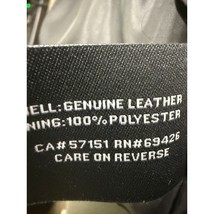 ELL:GENUINE LEATHER
NING:100% POLYESTER
CA#57151 RN#69426
CARE ON REVERSE